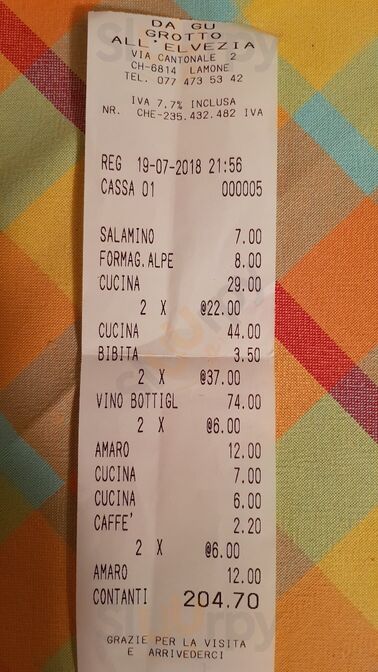 DA GU
GROTTO
ALL'ELVEZIA
VIA CANTONALE 2
CH-6814 LAMONE
TEL. 077 473 53 42
IVA 7.7% INCLUSA
NR. CHE-235.432.482 IVA
REG 19-07-2018 21:56
CASSA 01 000005
SALAMINO 7.00
FORMAG.ALPE 8.00
CUCINA 29.00
2 X @22.00
CUCINA 44.00
BIBITA 3.50
2 X @37.00
VINO BOTTIGL 74.00
2 X @6.00
AMARO 12.00
CUCINA 7.00
CUCINA 6.00
CAFFE' 2.20
2 X @6.00
AMARO 12.00
CONTANTI 204.70
GRAZIE PER LA VISITA
E ARRIVEDERCI